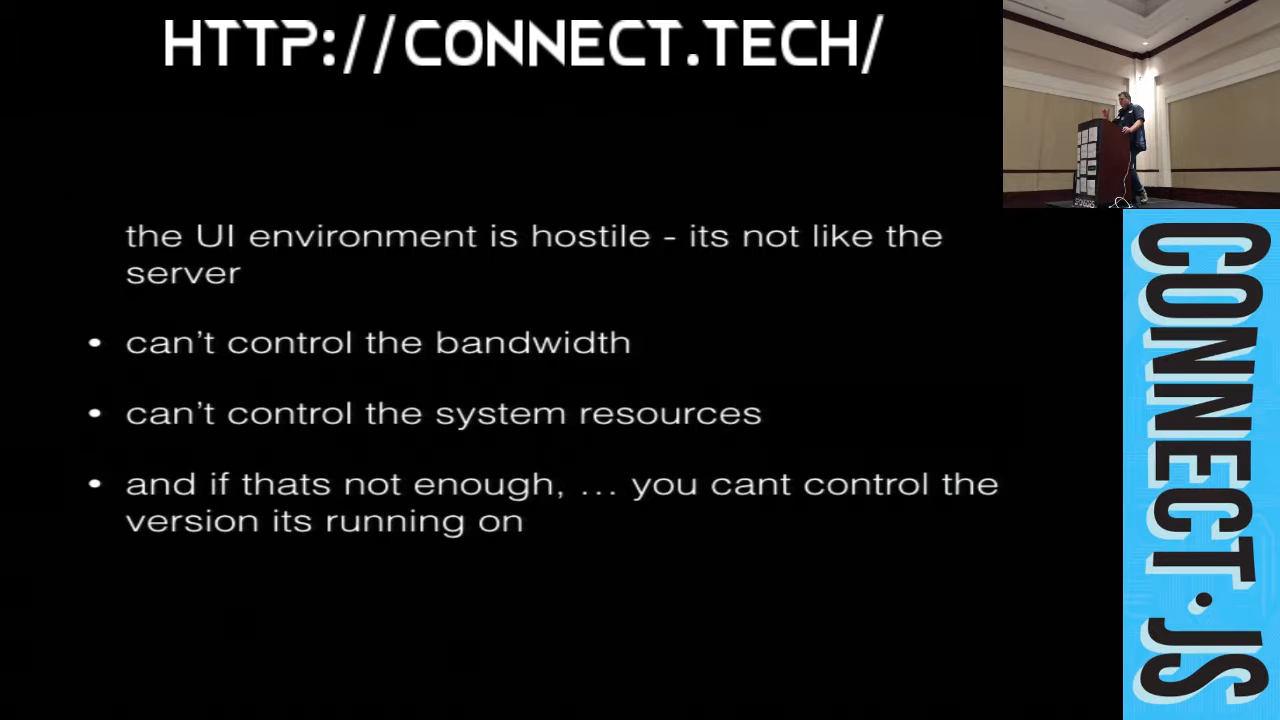 HTTP://CONNECT.TECH/
the UI environment is hostile - its not like the
server
• can't control the bandwidth
• can't control the system resources
• and if thats not enough, ... you cant control the
version its running on
CONNECT.JS